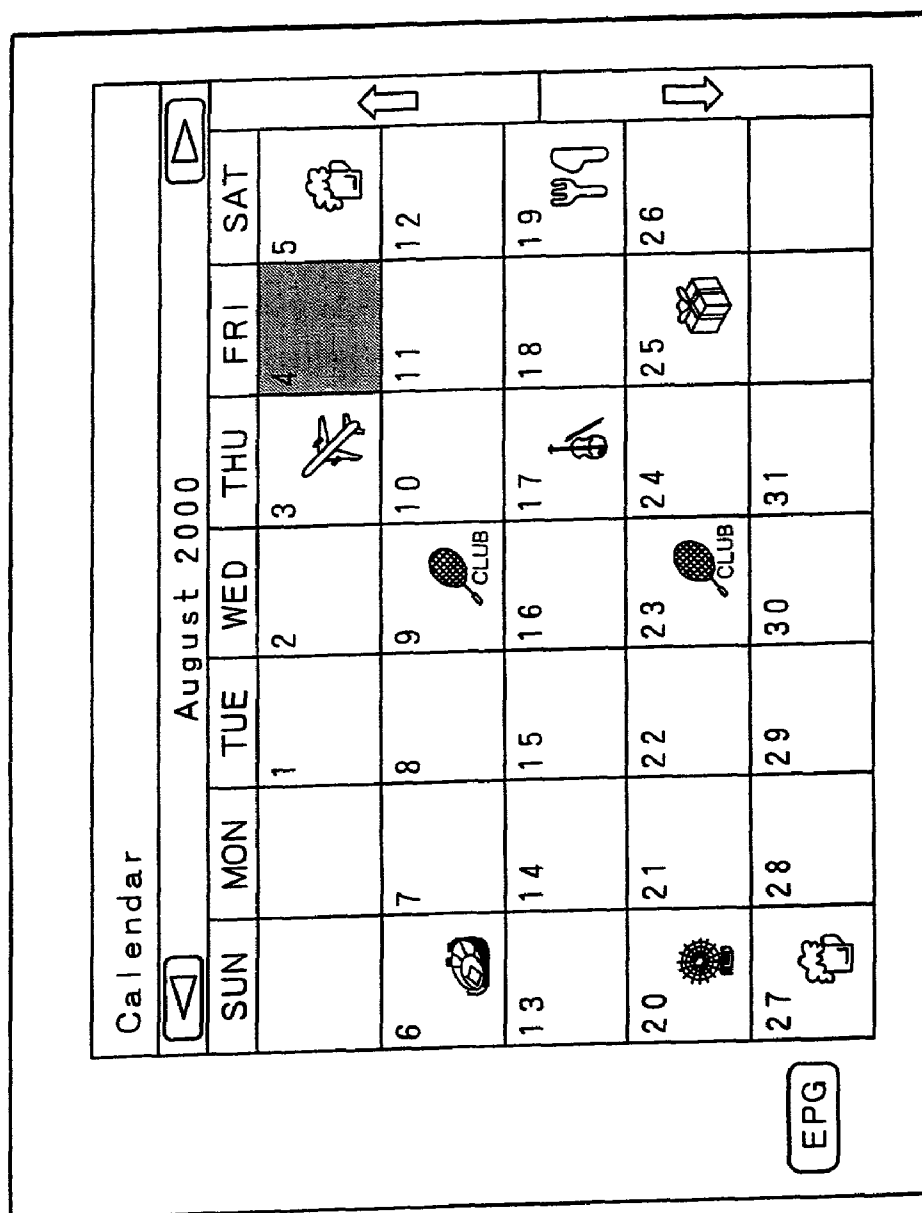 Calendar
August 2000
SUN MON TUE WED THU FRI SAT
1 2 3 4 5
6 7 8 9 10 11 12
CLUB
13 14 15 16 17 18 19
20 21 22 23 24 25 26
CLUB
27 28 29 30 31
EPG